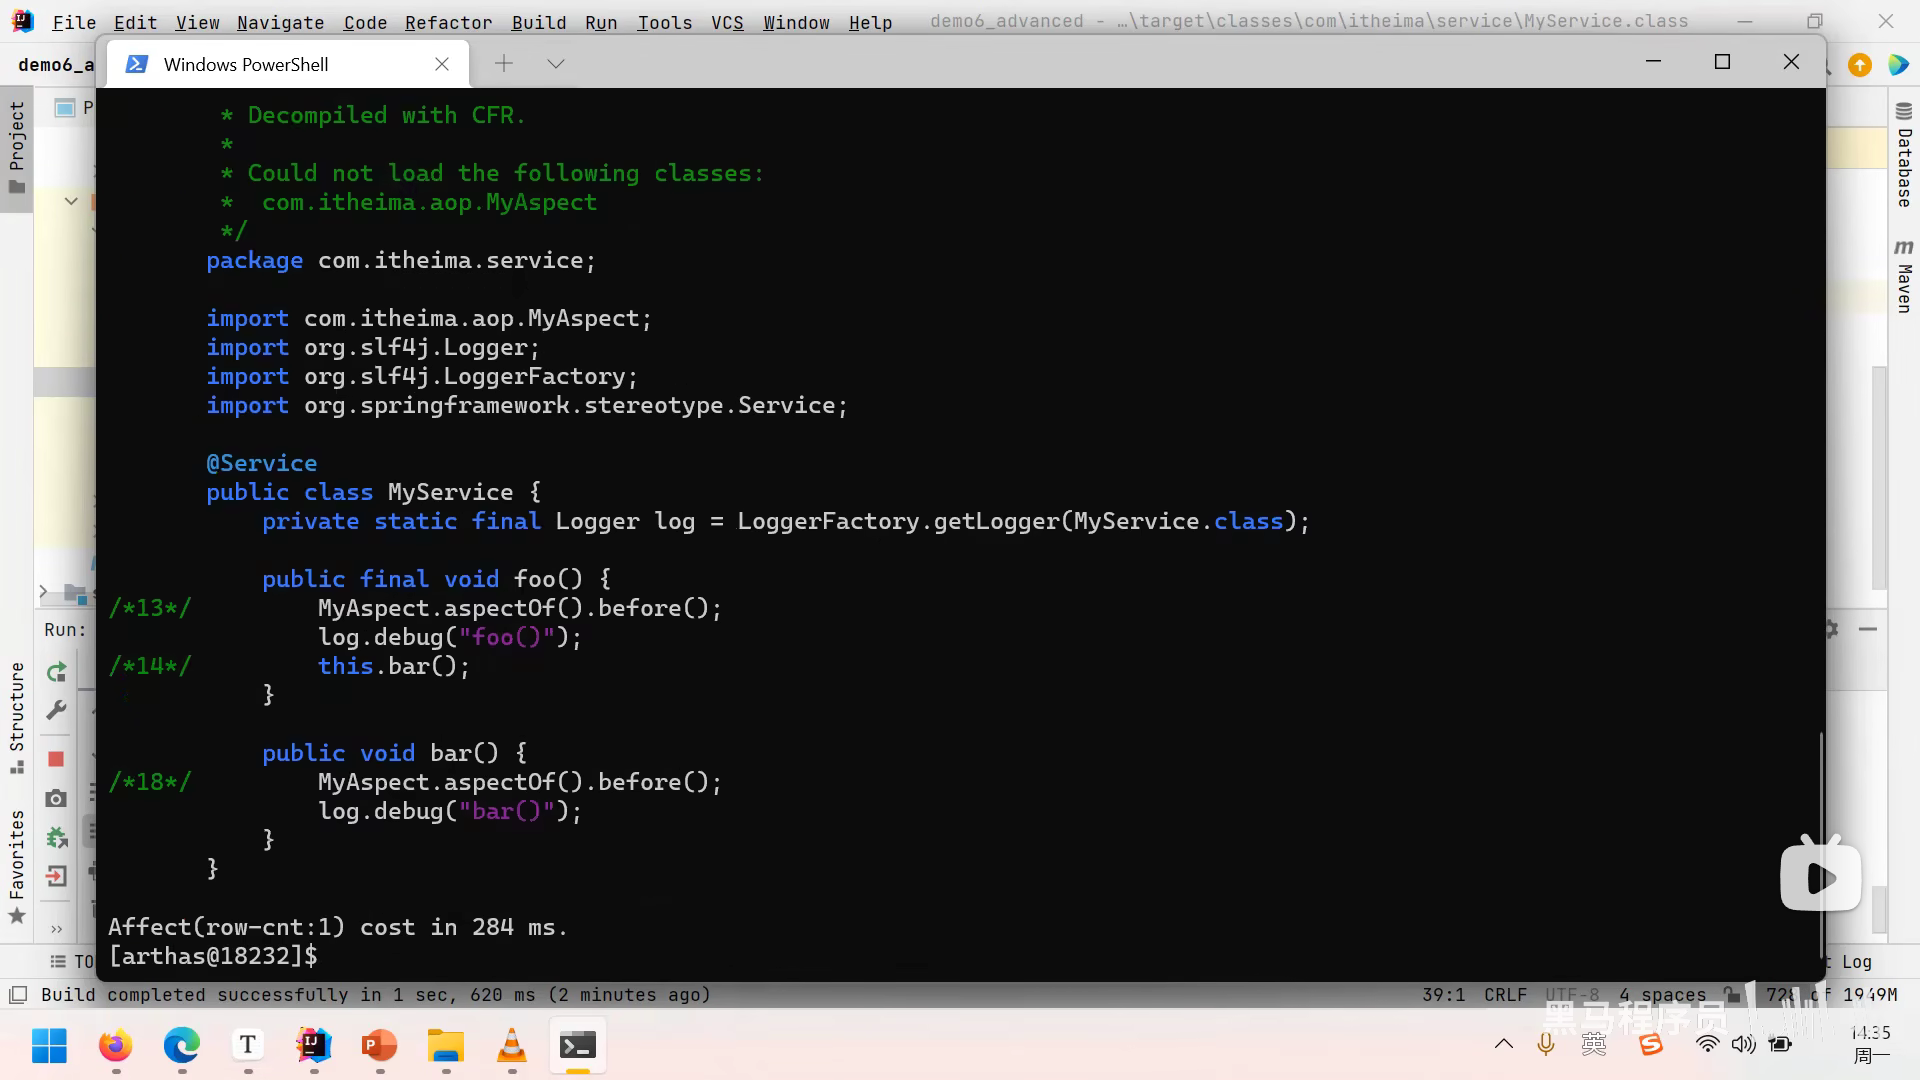 File Edit View Navigate Code Refactor Build Run Tools VCS Window Help demo6_advanced - ...\target\classes\com\itheima\service\MyService.class
demo6_a
Windows PowerShell
P
Project
Database
Maven
* Decompiled with CFR.
*
* Could not load the following classes:
*  com.itheima.aop.MyAspect
*/
package com.itheima.service;
import com.itheima.aop.MyAspect;
import org.slf4j.Logger;
import org.slf4j.LoggerFactory;
import org.springframework.stereotype.Service;
@Service
public class MyService {
private static final Logger log = LoggerFactory.getLogger(MyService.class);
public final void foo() {
/*13*/ MyAspect.aspectOf().before();
log.debug("foo()");
/*14*/ this.bar();
}
public void bar() {
/*18*/ MyAspect.aspectOf().before();
log.debug("bar()");
}
}
Affect(row-cnt:1) cost in 284 ms.
[arthas@18232]$
Run:
Structure
Favorites
TO
t Log
Build completed successfully in 1 sec, 620 ms (2 minutes ago)
39:1 CRLF UTF-8 4 spaces 728 of 1949M
黑马程序员
英
14:35
周一